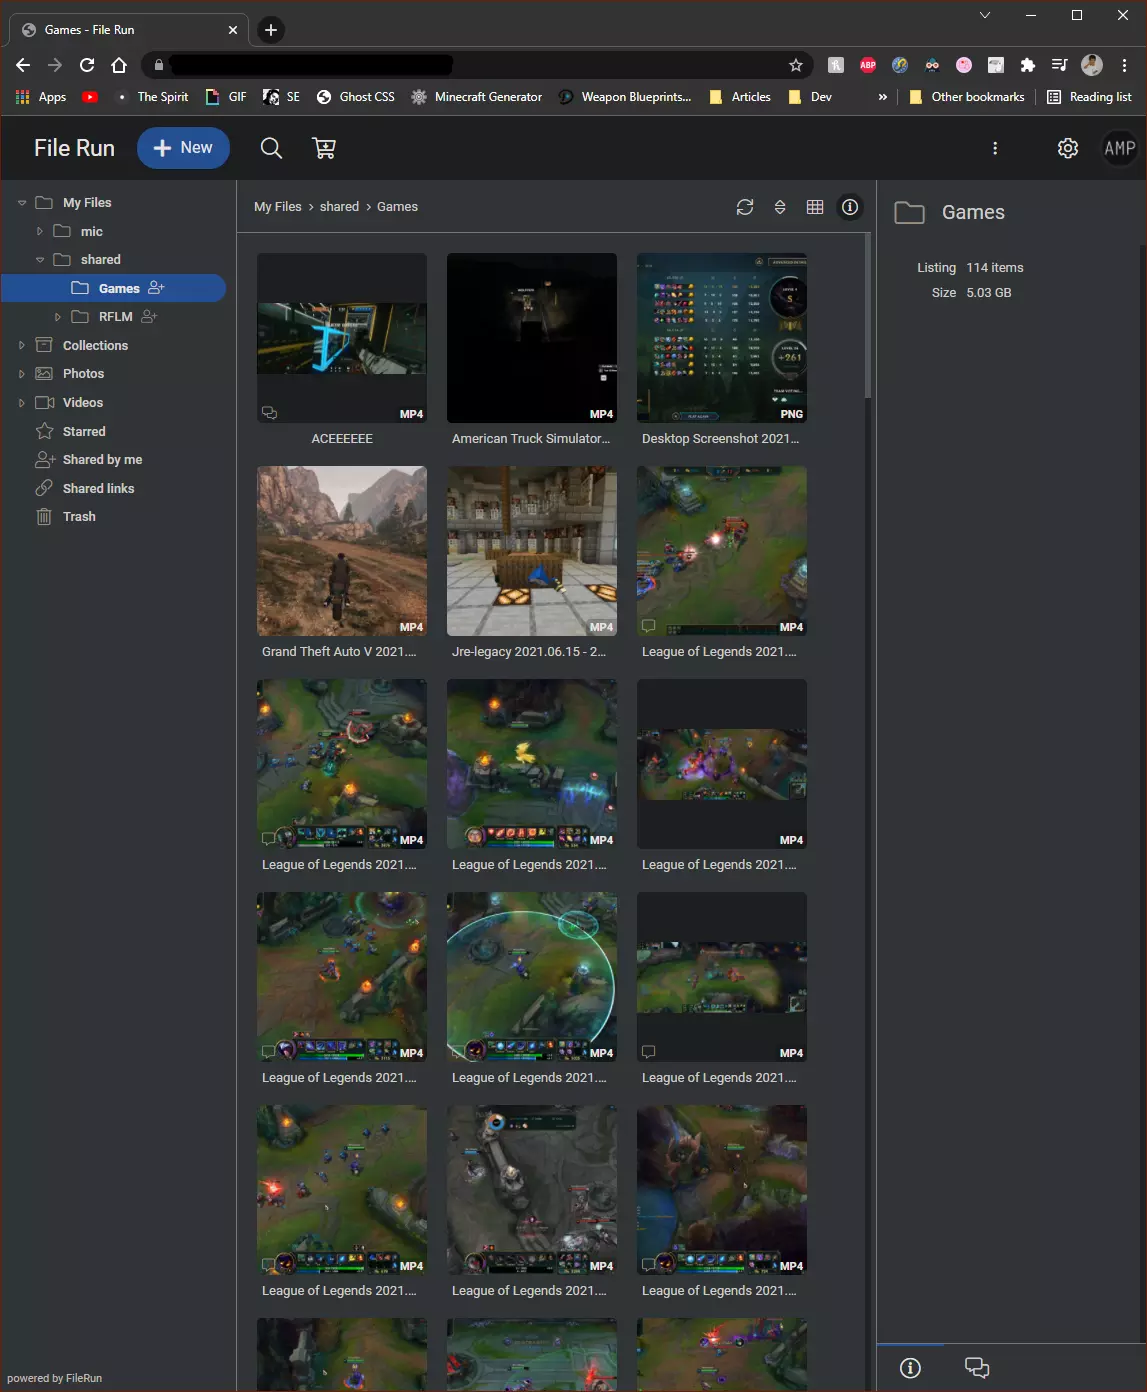 Games - File Run
ABP
Apps
The Spirit
GIF
SE
Ghost CSS
Minecraft Generator
Weapon Blueprints...
Articles
Dev
»
Other bookmarks
Reading list
File Run
+ New
AMP
My Files
mic
shared
Games
RFLM
Collections
Photos
Videos
Starred
Shared by me
Shared links
Trash
My Files > shared > Games
MP4
MP4
PNG
ACEEEEEE
American Truck Simulator...
Desktop Screenshot 2021...
MP4
MP4
MP4
Grand Theft Auto V 2021....
Jre-legacy 2021.06.15 - 2...
League of Legends 2021....
MP4
MP4
MP4
League of Legends 2021....
League of Legends 2021....
League of Legends 2021....
MP4
MP4
MP4
League of Legends 2021....
League of Legends 2021....
League of Legends 2021....
MP4
MP4
MP4
League of Legends 2021....
League of Legends 2021....
League of Legends 2021....
Games
Listing 114 items
Size 5.03 GB
powered by FileRun